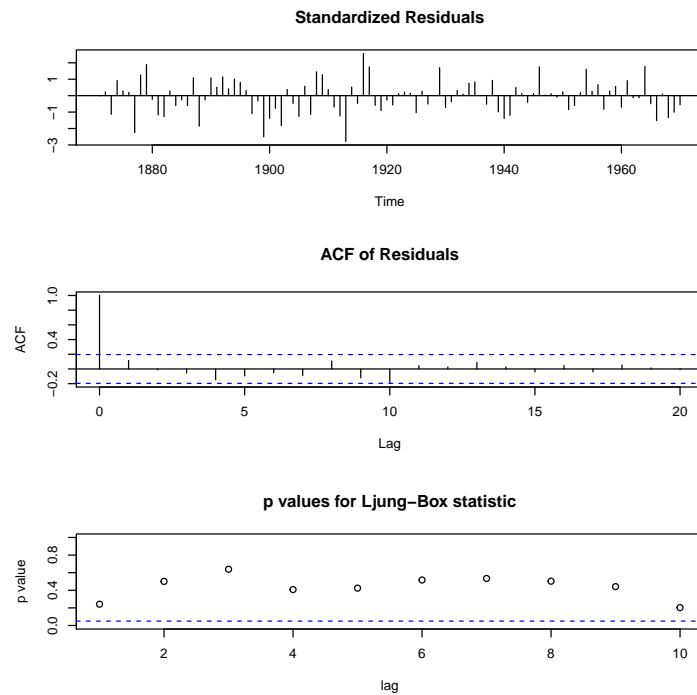 Standardized Residuals
1
−1
−3
1880 1900 1920 1940 1960
Time
ACF of Residuals
1.0
0.4
−0.2
ACF
0 5 10 15 20
Lag
p values for Ljung−Box statistic
0.8
0.4
0.0
p value
2 4 6 8 10
lag